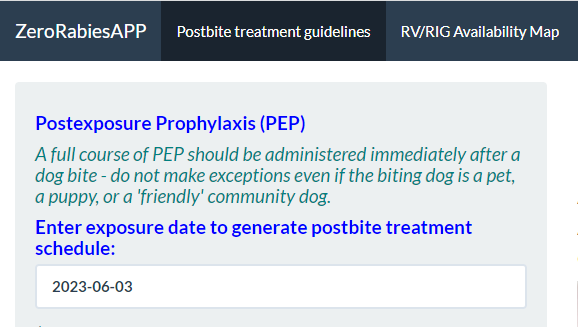 ZeroRabiesAPP Postbite treatment guidelines RV/RIG Availability Map
Postexposure Prophylaxis (PEP)
A full course of PEP should be administered immediately after a
dog bite - do not make exceptions even if the biting dog is a pet,
a puppy, or a 'friendly' community dog.
Enter exposure date to generate postbite treatment
schedule:
2023-06-03